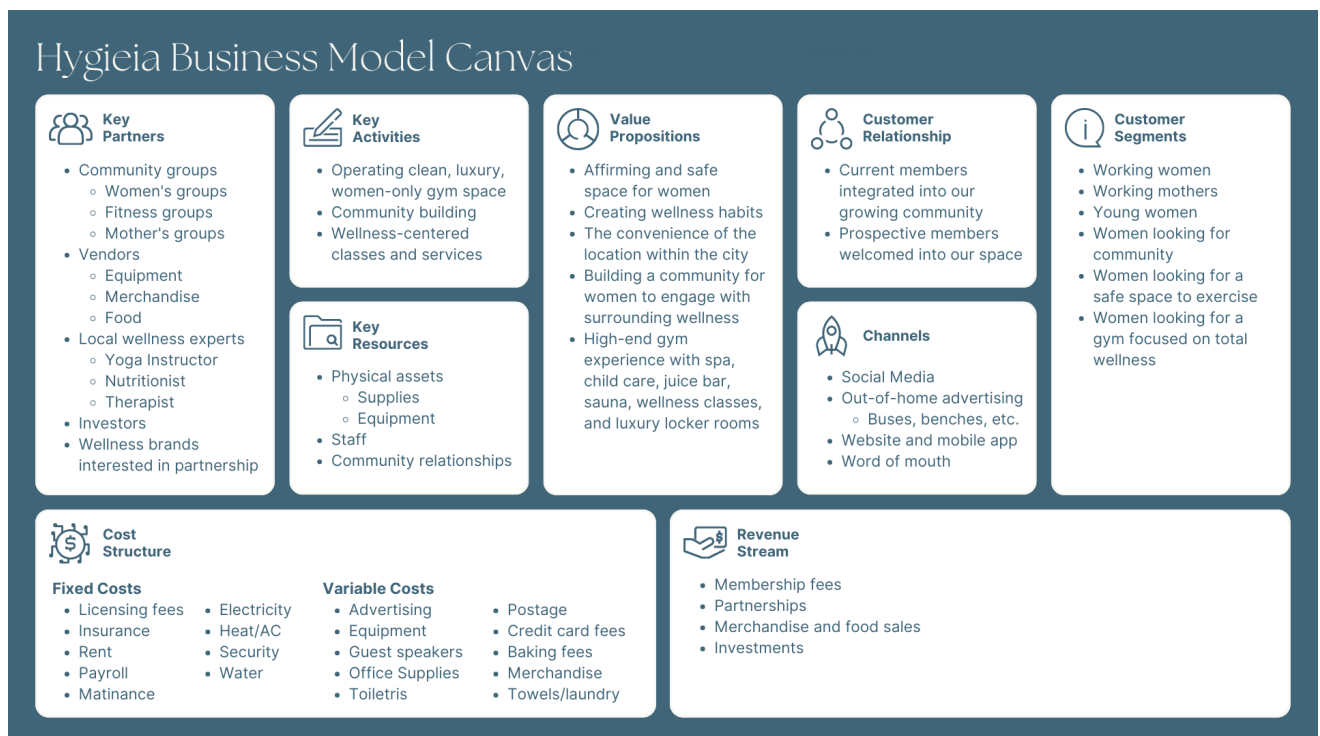 Hygieia Business Model Canvas
Key
Partners
Community groups
Women's groups
Fitness groups
Mother's groups
Vendors
Equipment
Merchandise
Food
Local wellness experts
Yoga Instructor
Nutritionist
Therapist
Investors
Wellness brands
interested in partnership
Key
Activities
Operating clean, luxury,
women-only gym space
Community building
Wellness-centered
classes and services
Key
Resources
Physical assets
Supplies
Equipment
Staff
Community relationships
Value
Propositions
Affirming and safe
space for women
Creating wellness habits
The convenience of the
location within the city
Building a community for
women to engage with
surrounding wellness
High-end gym
experience with spa,
child care, juice bar,
sauna, wellness classes,
and luxury locker rooms
Customer
Relationship
Current members
integrated into our
growing community
Prospective members
welcomed into our space
Channels
Social Media
Out-of-home advertising
Buses, benches, etc.
Website and mobile app
Word of mouth
Customer
Segments
Working women
Working mothers
Young women
Women looking for
community
Women looking for a
safe space to exercise
Women looking for a
gym focused on total
wellness
Cost
Structure
Fixed Costs
Licensing fees
Insurance
Rent
Payroll
Matinance
Electricity
Heat/AC
Security
Water
Variable Costs
Advertising
Equipment
Guest speakers
Office Supplies
Toiletris
Postage
Credit card fees
Baking fees
Merchandise
Towels/laundry
Revenue
Stream
Membership fees
Partnerships
Merchandise and food sales
Investments